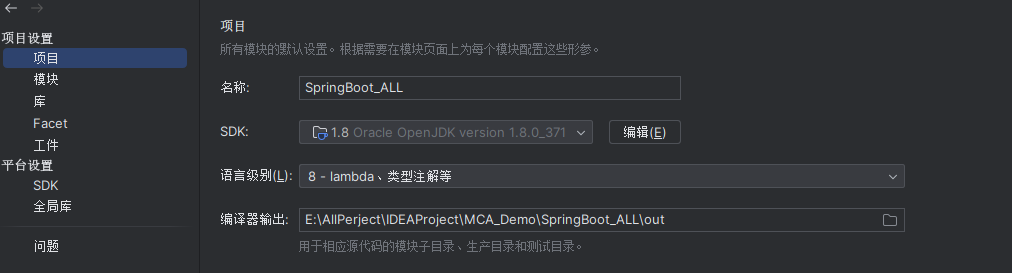 项目设置
项目
模块
库
Facet
工件
平台设置
SDK
全局库
问题
项目
所有模块的默认设置。根据需要在模块页面上为每个模块配置这些形参。
名称: SpringBoot_ALL
SDK: 1.8 Oracle OpenJDK version 1.8.0_371 编辑(E)
语言级别(L): 8 - lambda、类型注解等
编译器输出: E:\AllPerject\IDEAProject\MCA_Demo\SpringBoot_ALL\out
用于相应源代码的模块子目录、生产目录和测试目录。